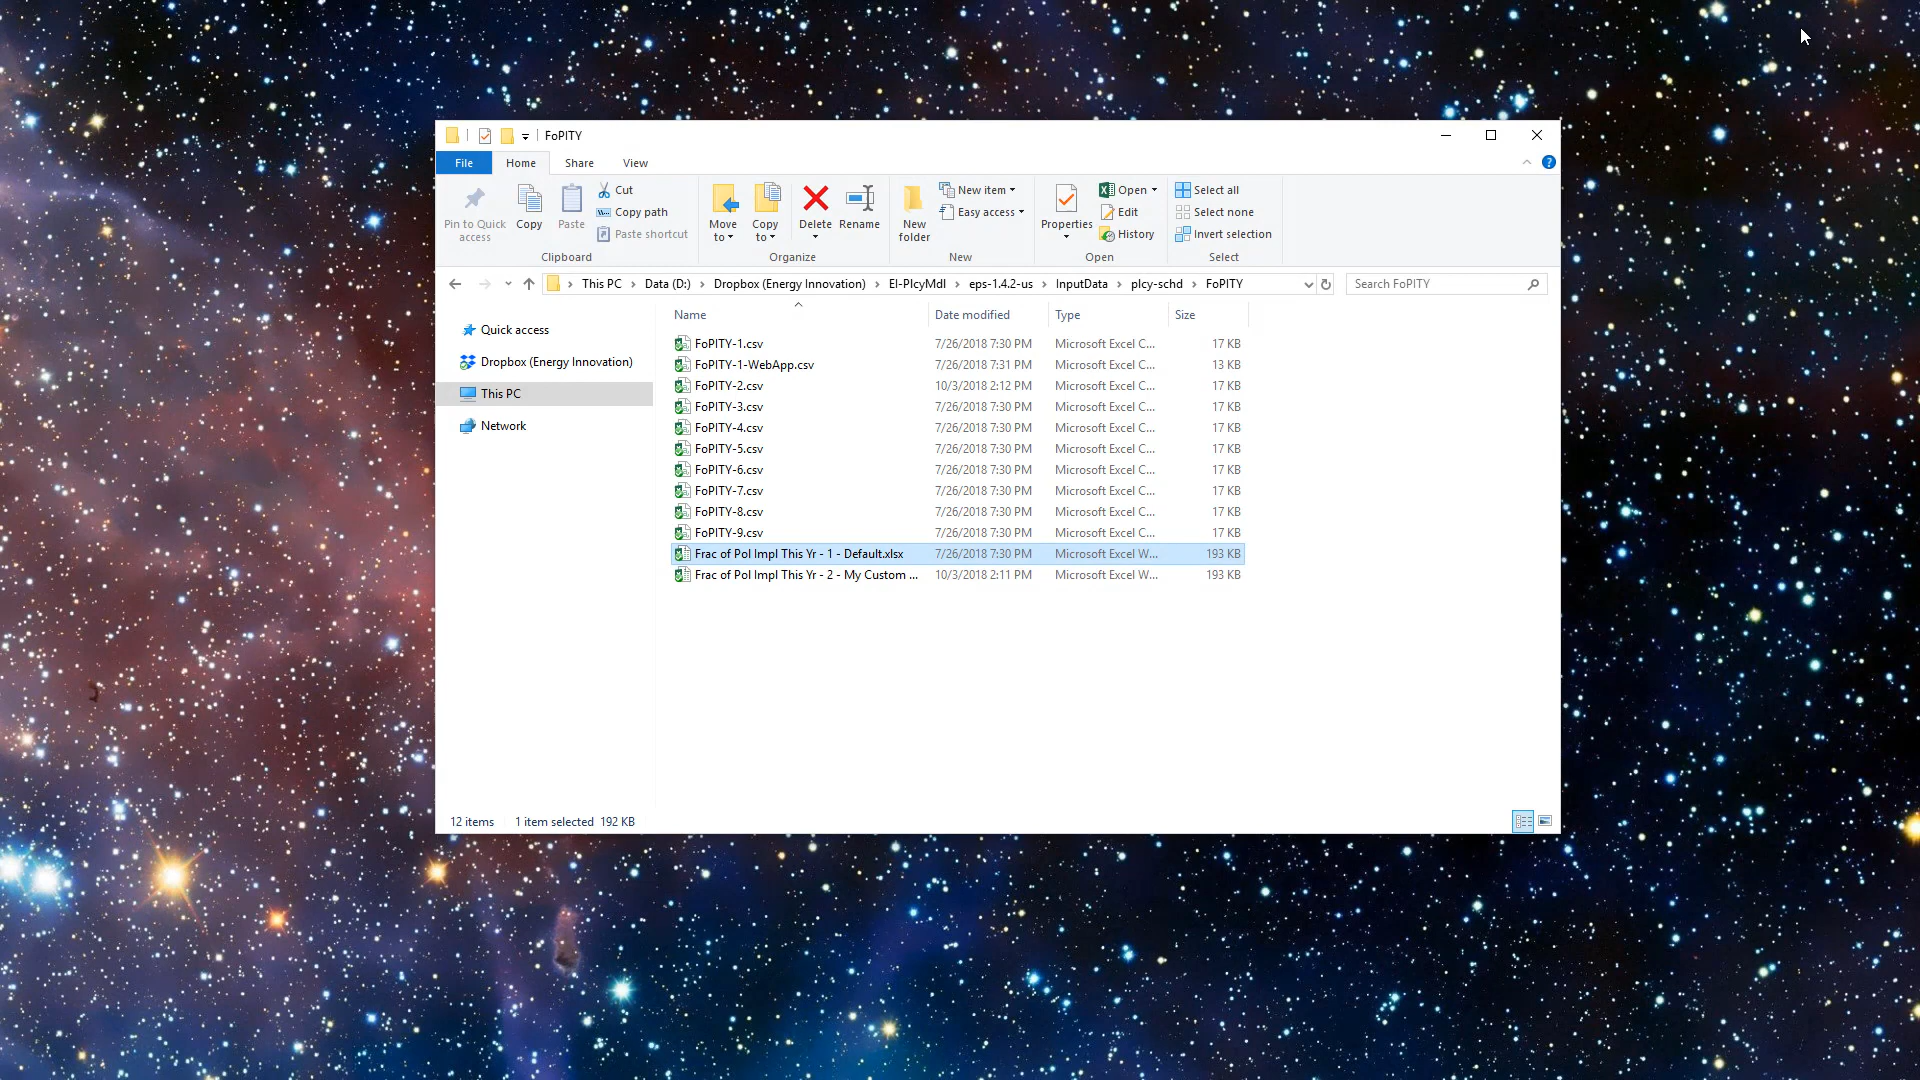 FoPITY
File Home Share View
Pin to Quick access
Copy
Paste
Cut
Copy path
Paste shortcut
Clipboard
Move to
Copy to
Delete
Rename
Organize
New folder
New item
Easy access
New
Properties
Open
Edit
History
Open
Select all
Select none
Invert selection
Select
This PC > Data (D:) > Dropbox (Energy Innovation) > EI-PlcyMdl > eps-1.4.2-us > InputData > plcy-schd > FoPITY
Search FoPITY
Quick access
Dropbox (Energy Innovation)
This PC
Network
Name Date modified Type Size
FoPITY-1.csv 7/26/2018 7:30 PM Microsoft Excel C... 17 KB
FoPITY-1-WebApp.csv 7/26/2018 7:31 PM Microsoft Excel C... 13 KB
FoPITY-2.csv 10/3/2018 2:12 PM Microsoft Excel C... 17 KB
FoPITY-3.csv 7/26/2018 7:30 PM Microsoft Excel C... 17 KB
FoPITY-4.csv 7/26/2018 7:30 PM Microsoft Excel C... 17 KB
FoPITY-5.csv 7/26/2018 7:30 PM Microsoft Excel C... 17 KB
FoPITY-6.csv 7/26/2018 7:30 PM Microsoft Excel C... 17 KB
FoPITY-7.csv 7/26/2018 7:30 PM Microsoft Excel C... 17 KB
FoPITY-8.csv 7/26/2018 7:30 PM Microsoft Excel C... 17 KB
FoPITY-9.csv 7/26/2018 7:30 PM Microsoft Excel C... 17 KB
Frac of Pol Impl This Yr - 1 - Default.xlsx 7/26/2018 7:30 PM Microsoft Excel W... 193 KB
Frac of Pol Impl This Yr - 2 - My Custom ... 10/3/2018 2:11 PM Microsoft Excel W... 193 KB
12 items 1 item selected 192 KB